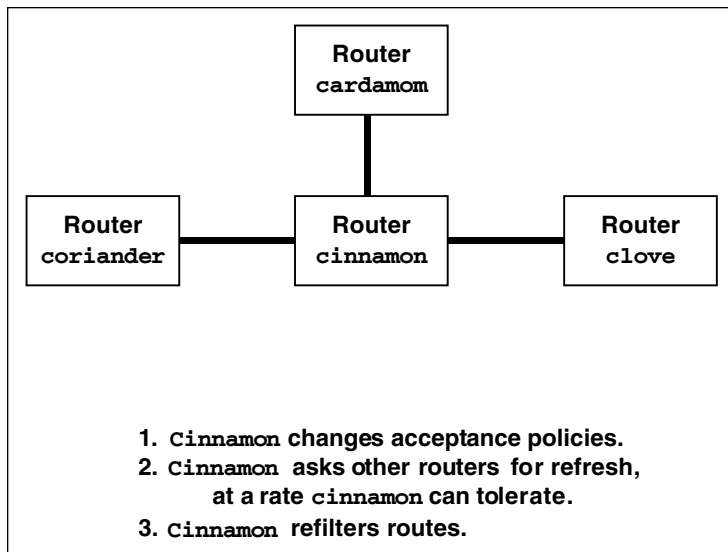 Router
cardamom
Router
coriander
Router
cinnamon
Router
clove
1. Cinnamon changes acceptance policies.
2. Cinnamon asks other routers for refresh,
at a rate cinnamon can tolerate.
3. Cinnamon refilters routes.